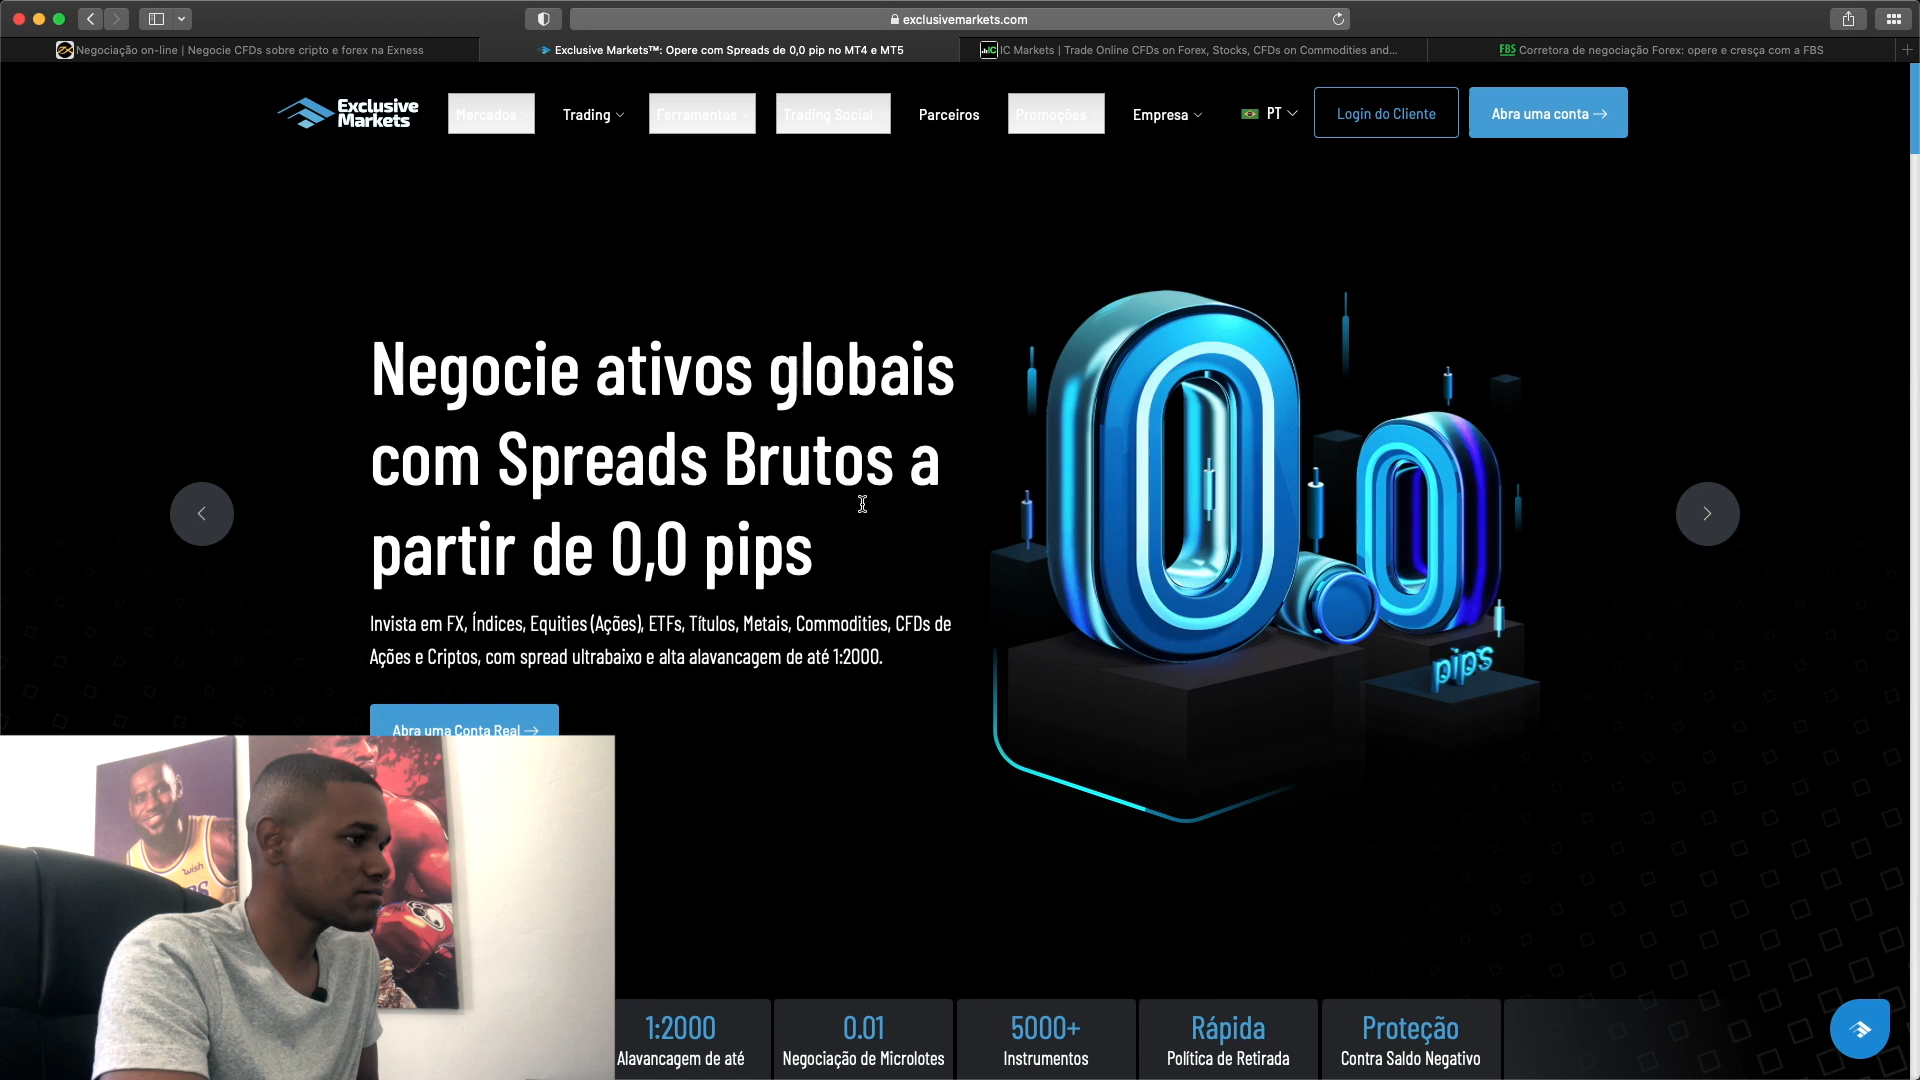 exclusivemarkets.com
Negociação on-line | Negocie CFDs sobre cripto e forex na Exness
Exclusive Markets™: Opere com Spreads de 0,0 pip no MT4 e MT5
IC Markets | Trade Online CFDs on Forex, Stocks, CFDs on Commodities and...
FBS Corretora de negociação Forex: opere e cresça com a FBS
Exclusive
Markets
Mercados
Trading
Ferramentas
Trading Social
Parceiros
Promoções
Empresa
PT
Login do Cliente
Abra uma conta →
Negocie ativos globais
com Spreads Brutos a
partir de 0,0 pips
Invista em FX, Índices, Equities (Ações), ETFs, Títulos, Metais, Commodities, CFDs de
Ações e Criptos, com spread ultrabaixo e alta alavancagem de até 1:2000.
Abra uma Conta Real →
0.0
pips
wish
1:2000
Alavancagem de até
0.01
Negociação de Microlotes
5000+
Instrumentos
Rápida
Política de Retirada
Proteção
Contra Saldo Negativo